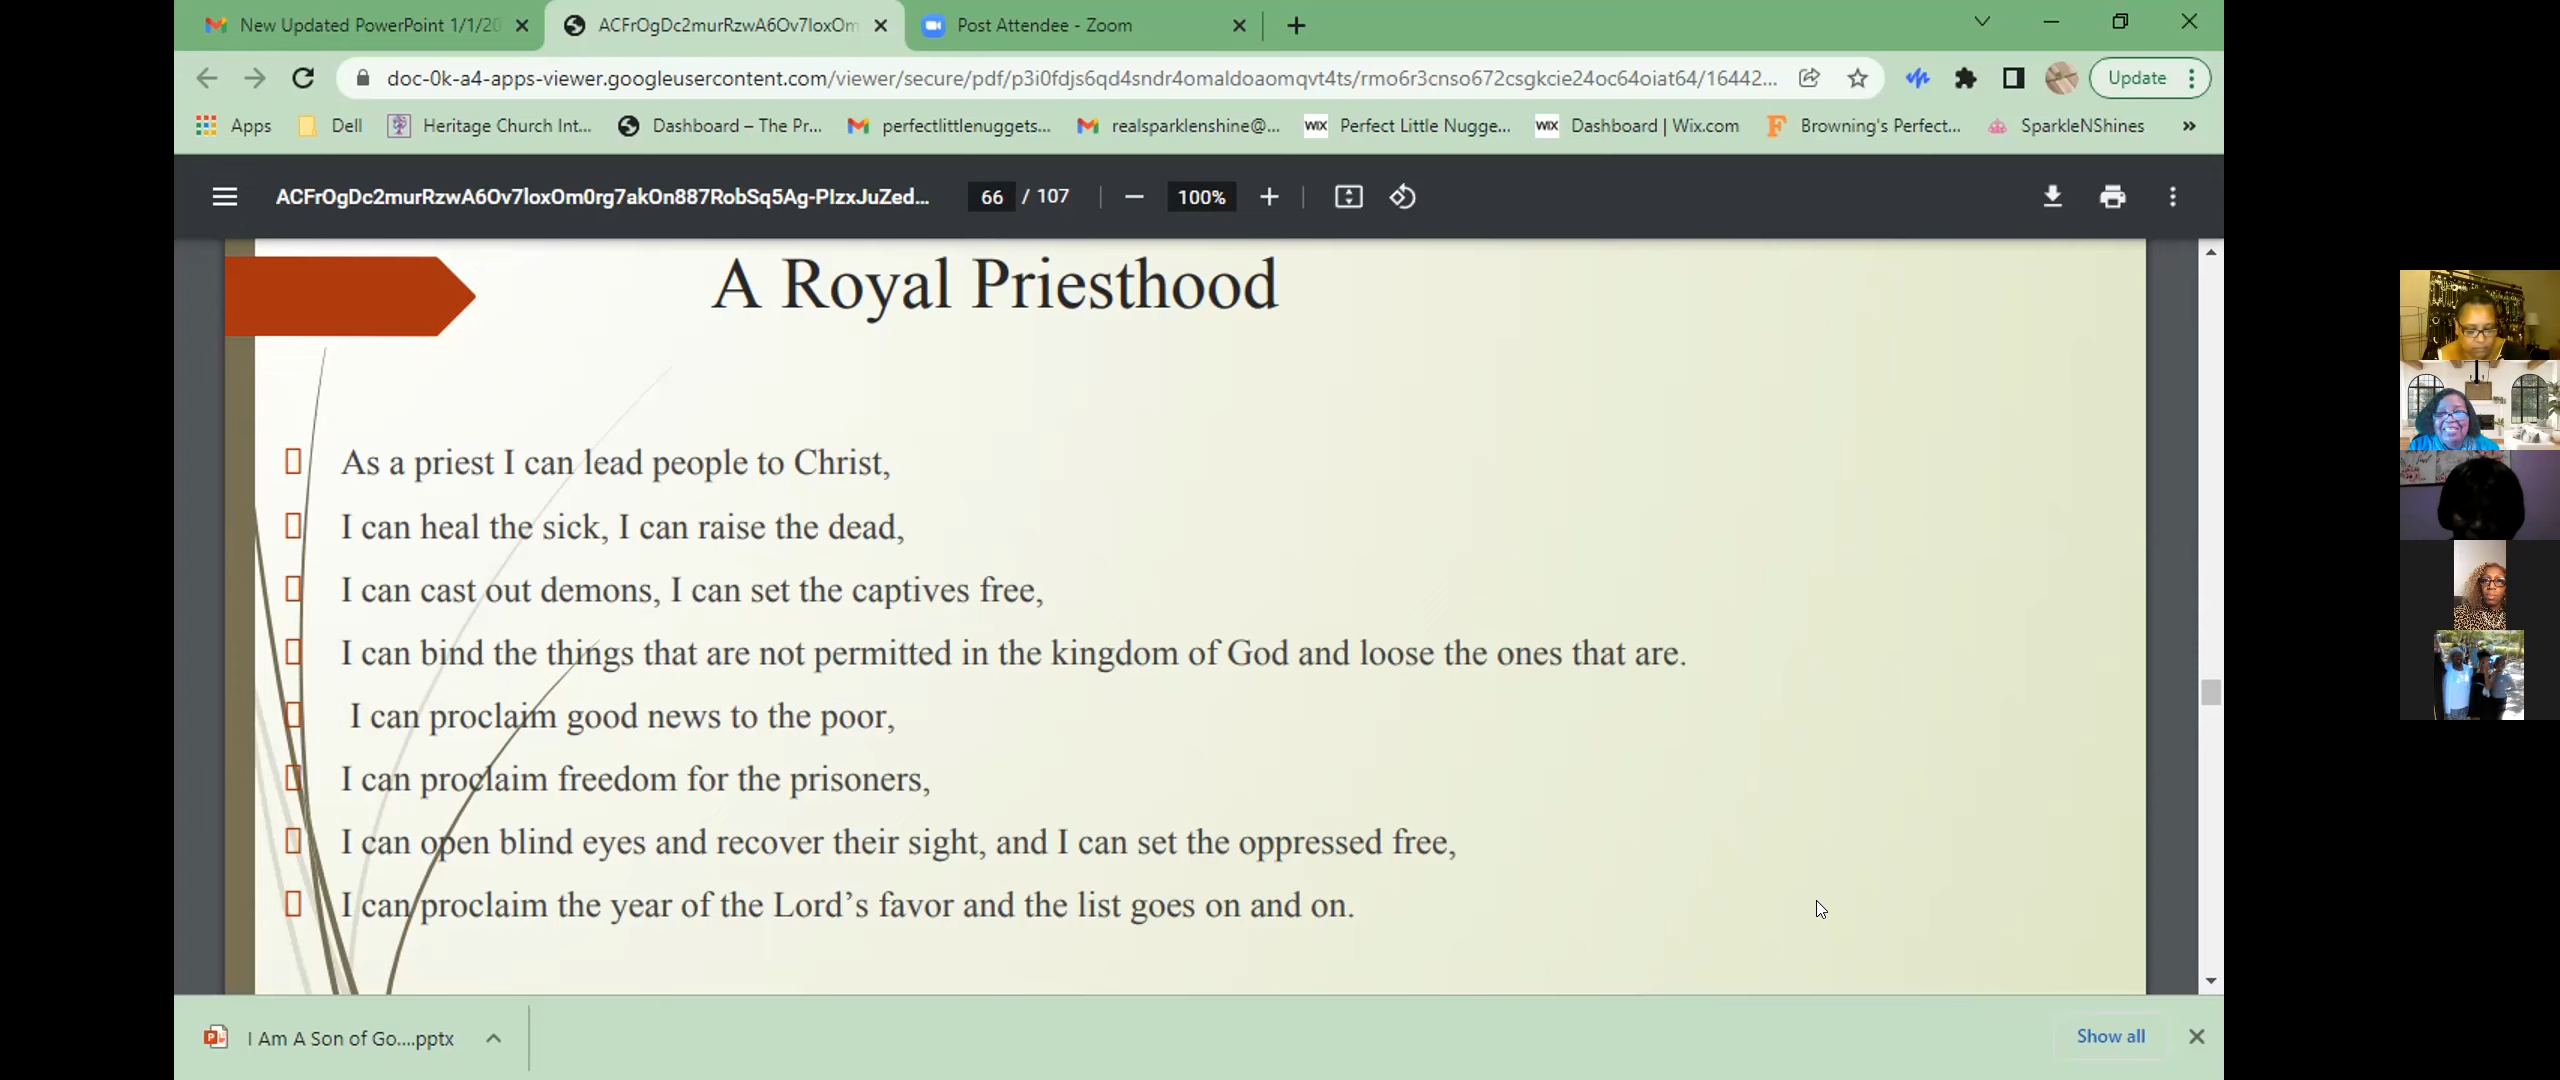 New Updated PowerPoint 1/1/20
ACFrOgDc2murRzwA6Ov7loxOm
Post Attendee - Zoom
doc-0k-a4-apps-viewer.googleusercontent.com/viewer/secure/pdf/p3i0fdjs6qd4sndr4omaldoaomqvt4ts/rmo6r3cnso672csgkcie24oc64oiat64/16442...
Update
Apps
Dell
Heritage Church Int...
Dashboard – The Pr...
perfectlittlenuggets...
realsparklenshine@...
WIX Perfect Little Nugge...
WIX Dashboard | Wix.com
Browning's Perfect...
SparkleNShines
»
ACFrOgDc2murRzwA6Ov7loxOm0rg7akOn887RobSq5Ag-PIzxJuZed...
66 / 107
100%
A Royal Priesthood
As a priest I can lead people to Christ,
I can heal the sick, I can raise the dead,
I can cast out demons, I can set the captives free,
I can bind the things that are not permitted in the kingdom of God and loose the ones that are.
I can proclaim good news to the poor,
I can proclaim freedom for the prisoners,
I can open blind eyes and recover their sight, and I can set the oppressed free,
I can proclaim the year of the Lord’s favor and the list goes on and on.
I Am A Son of Go....pptx
Show all